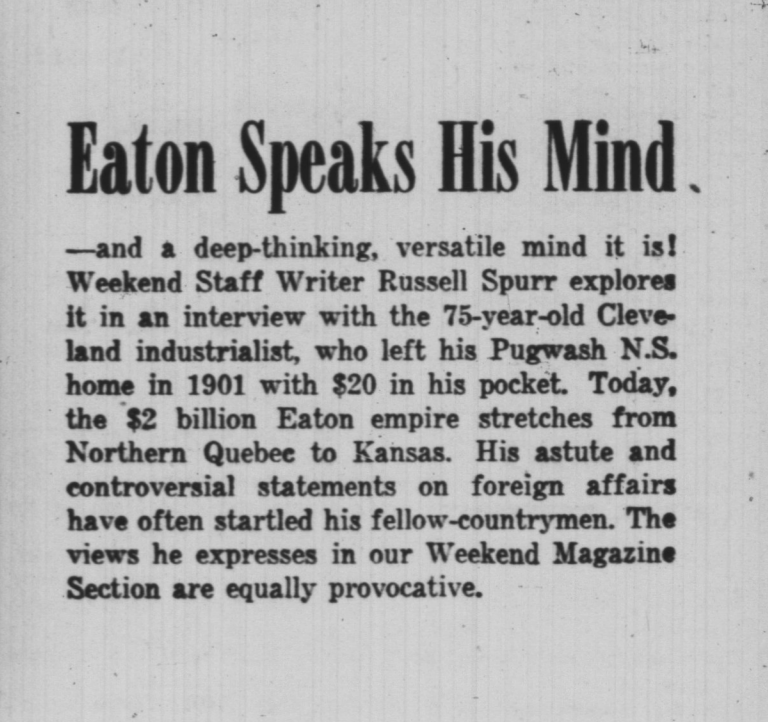 Eaton Speaks His Mind
—and a deep-thinking, versatile mind it is!
Weekend Staff Writer Russell Spurr explores
it in an interview with the 75-year-old Cleve-
land industrialist, who left his Pugwash N.S.
home in 1901 with $20 in his pocket. Today,
the $2 billion Eaton empire stretches from
Northern Quebec to Kansas. His astute and
controversial statements on foreign affairs
have often startled his fellow-countrymen. The
views he expresses in our Weekend Magazine
Section are equally provocative.